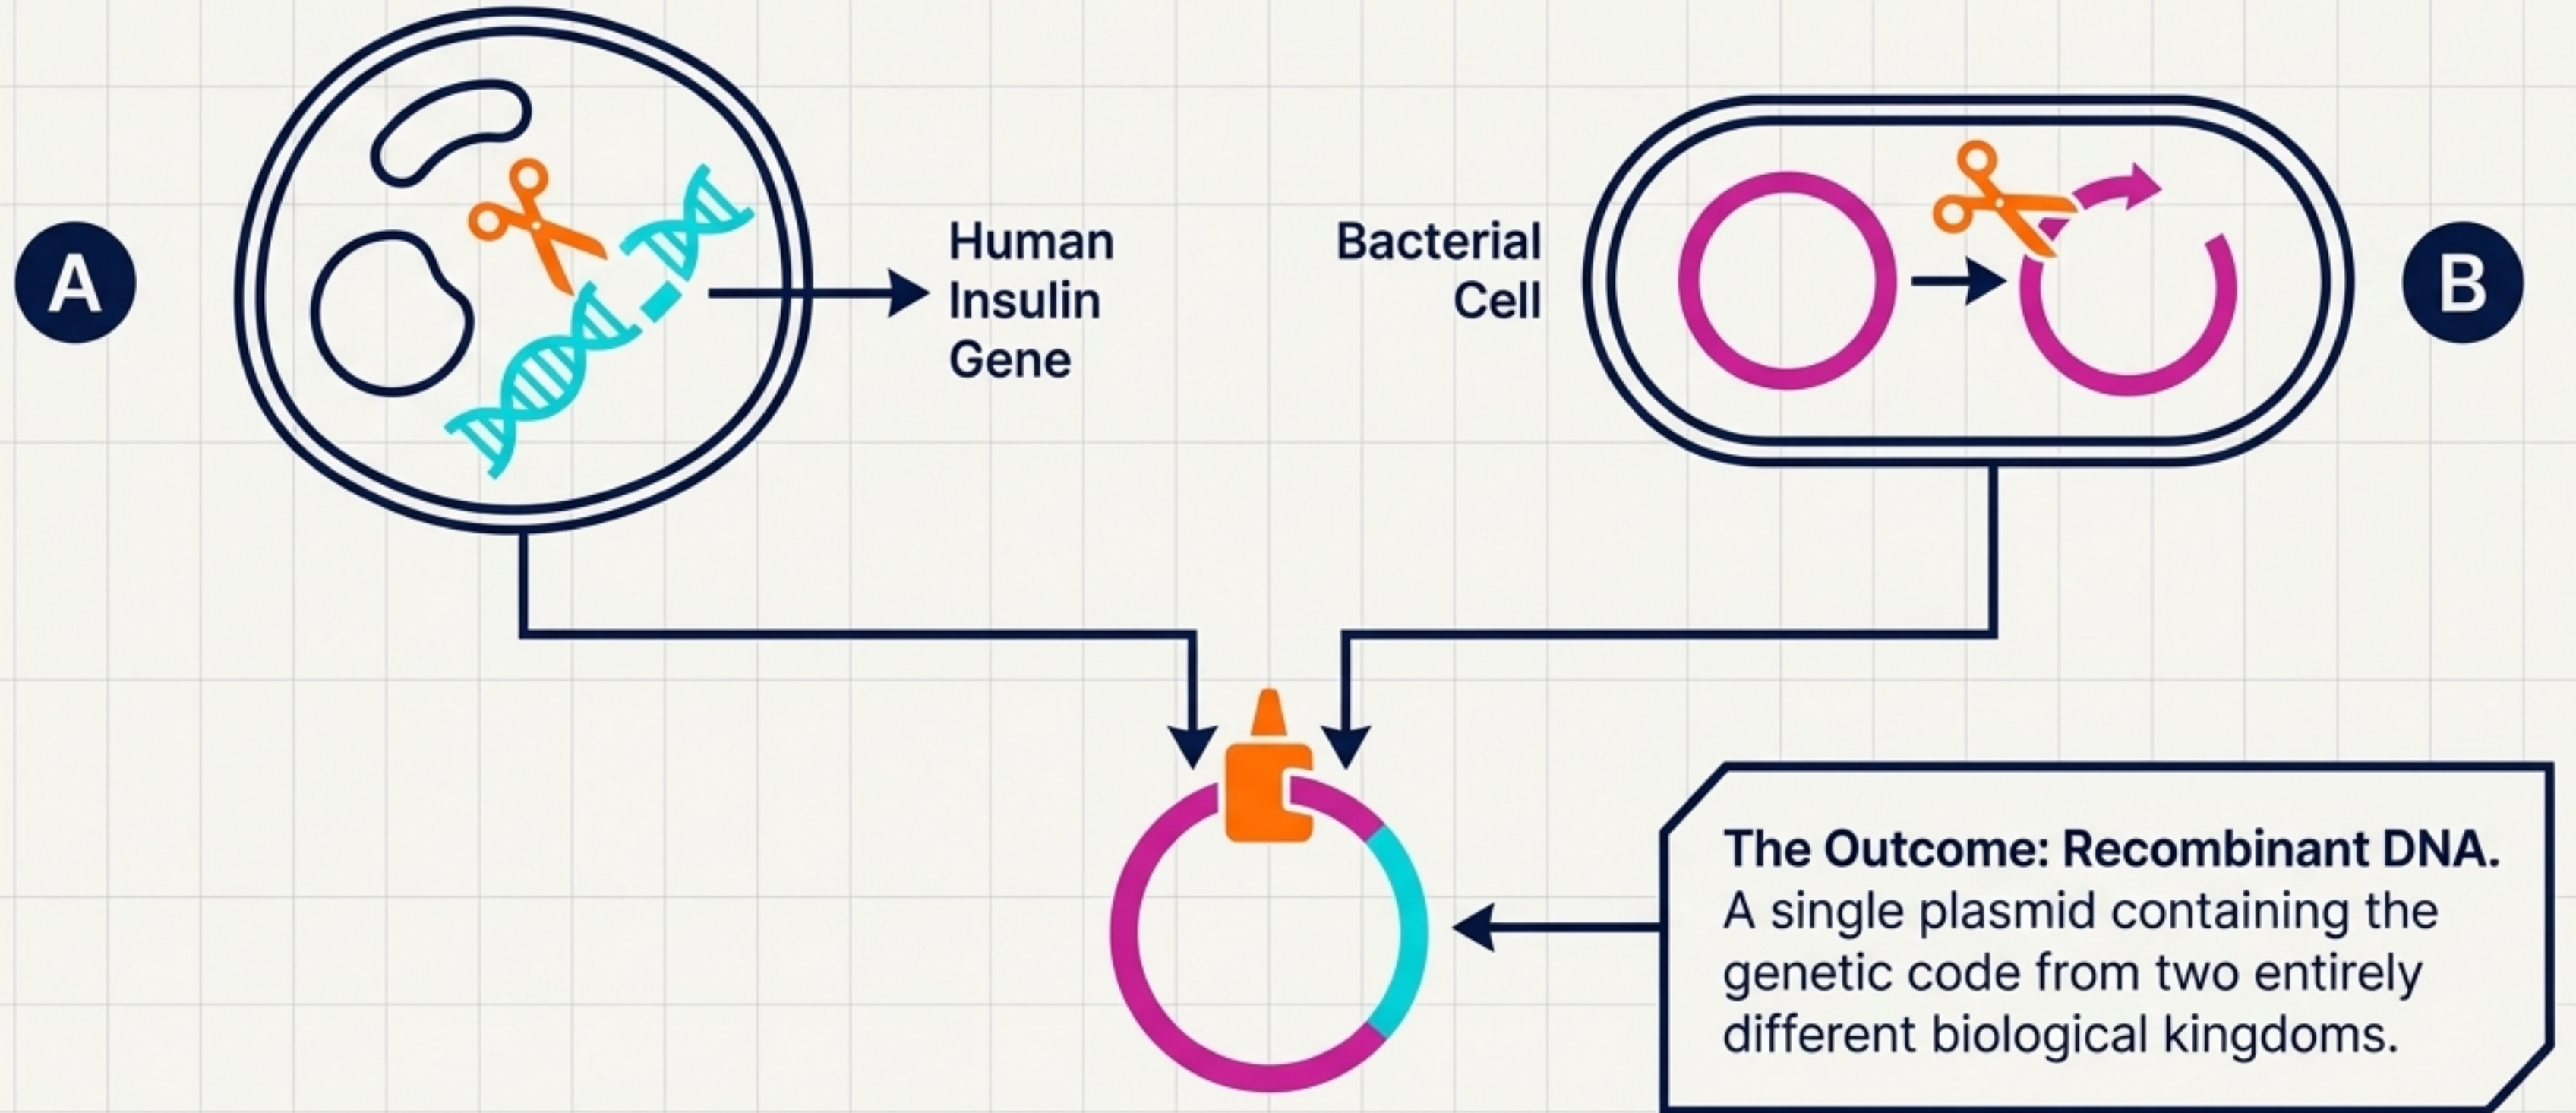 A
Human
Insulin
Gene
Bacterial
Cell
B
The Outcome: Recombinant DNA.
A single plasmid containing the
genetic code from two entirely
different biological kingdoms.